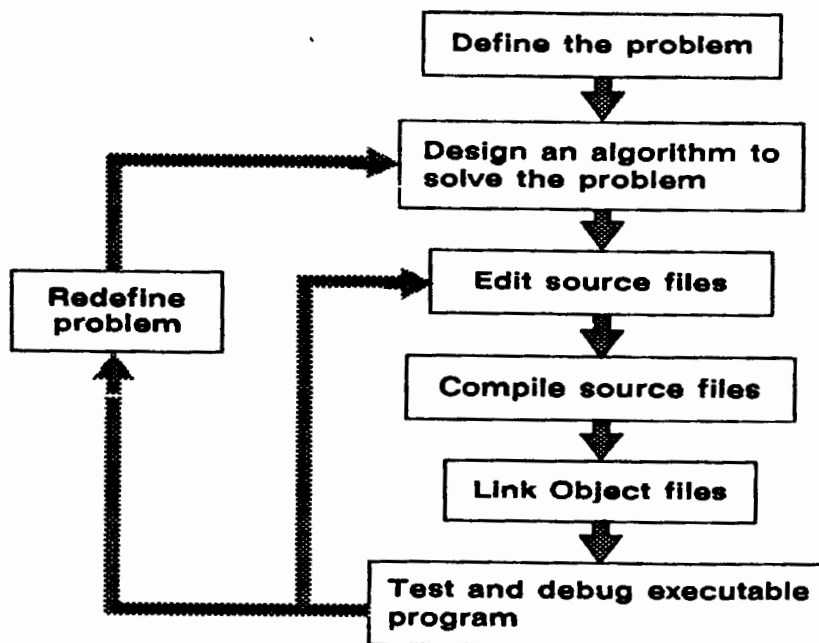 Define the problem
Design an algorithm to
solve the problem
Edit source files
Redefine
problem
Compile source files
Link Object files
Test and debug executable
program